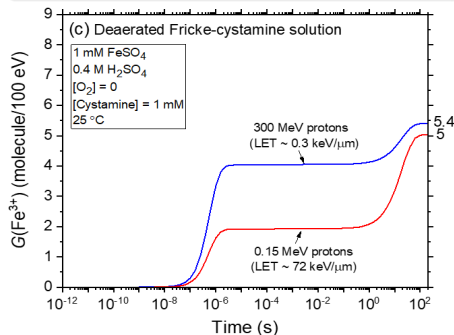 (c) Deaerated Fricke-cystamine solution
1 mM FeSO₄
0.4 M H₂SO₄
[O₂] = 0
[Cystamine] = 1 mM
25 °C
G(Fe³⁺) (molecule/100 eV)
9
8
7
6
5
4
3
2
1
0
300 MeV protons
(LET ~ 0.3 keV/µm)
5.4
5
0.15 MeV protons
(LET ~ 72 keV/µm)
10⁻¹² 10⁻¹⁰ 10⁻⁸ 10⁻⁶ 10⁻⁴ 10⁻² 10⁰ 10²
Time (s)